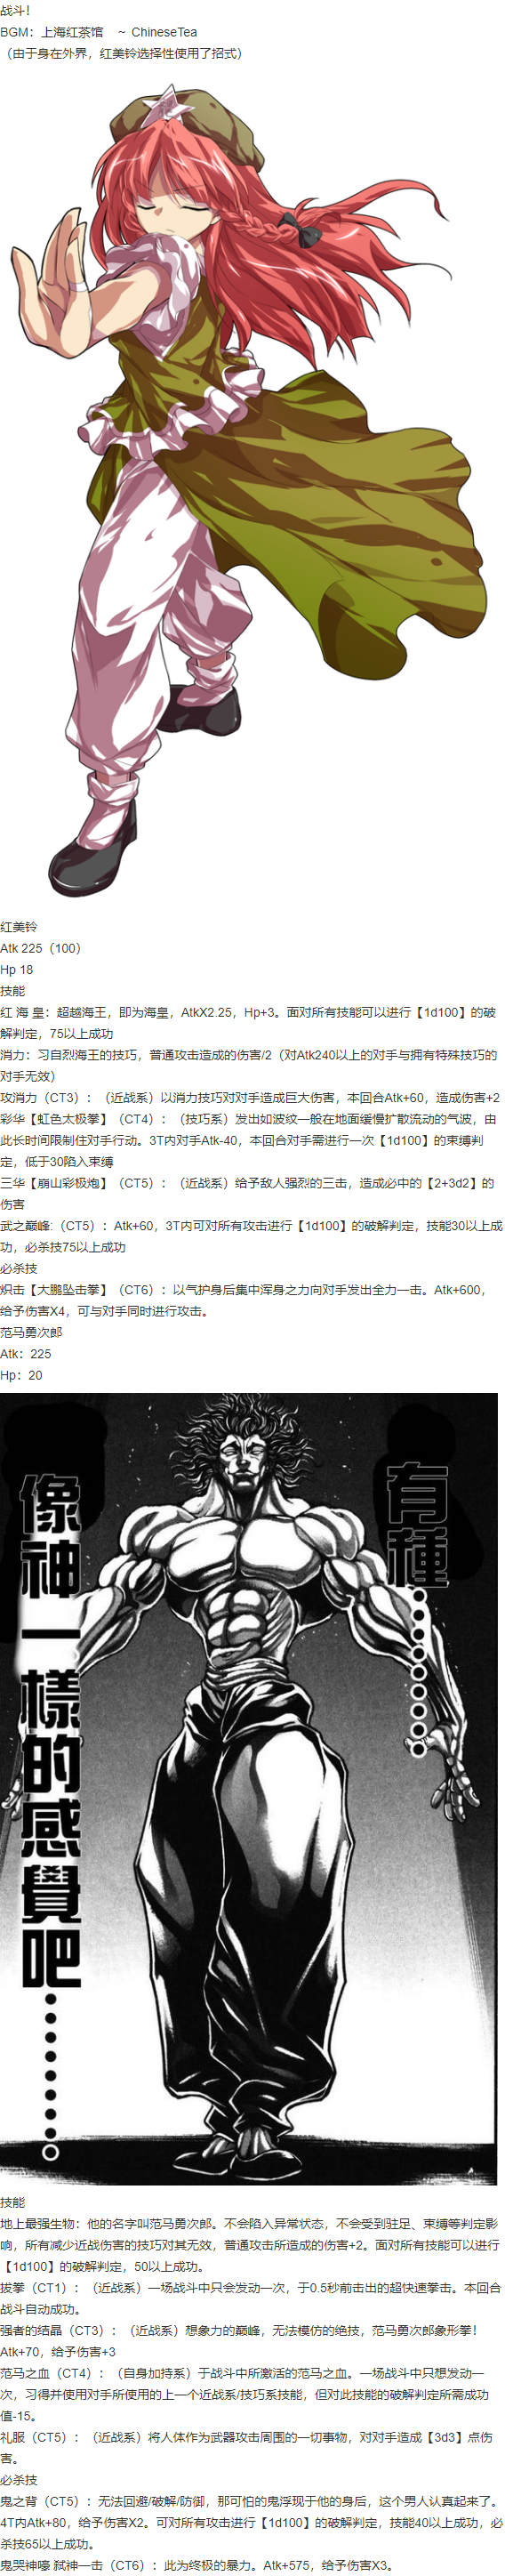 战斗！
BGM：上海红茶馆　~ ChineseTea
（由于身在外界，红美铃选择性使用了招式）
红美铃
Atk 225（100）
Hp 18
技能
红 海 皇：超越海王，即为海皇，AtkX2.25，Hp+3。面对所有技能可以进行【1d100】的破
解判定，75以上成功
消力：习自烈海王的技巧，普通攻击造成的伤害/2（对Atk240以上的对手与拥有特殊技巧的
对手无效）
攻消力（CT3）：（近战系）以消力技巧对对手造成巨大伤害，本回合Atk+60，造成伤害+2
彩华【虹色太极拳】（CT4）：（技巧系）发出如波纹一般在地面缓慢扩散流动的气波，由
此长时间限制住对手行动。3T内对手Atk-40，本回合对手需进行一次【1d100】的束缚判
定，低于30陷入束缚
三华【崩山彩极炮】（CT5）：（近战系）给予敌人强烈的三击，造成必中的【2+3d2】的
伤害
武之巅峰:（CT5）：Atk+60，3T内可对所有攻击进行【1d100】的破解判定，技能30以上成
功，必杀技75以上成功
必杀技
炽击【大鹏坠击拳】（CT6）：以气护身后集中浑身之力向对手发出全力一击。Atk+600，
给予伤害X4，可与对手同时进行攻击。
范马勇次郎
Atk：225
Hp：20
有種…………
像神一樣的感覺吧…………
技能
地上最强生物：他的名字叫范马勇次郎。不会陷入异常状态，不会受到驻足、束缚等判定影
响，所有减少近战伤害的技巧对其无效，普通攻击所造成的伤害+2。面对所有技能可以进行
【1d100】的破解判定，50以上成功。
拔拳（CT1）：（近战系）一场战斗中只会发动一次，于0.5秒前击出的超快速拳击。本回合
战斗自动成功。
强者的结晶（CT3）：（近战系）想象力的巅峰，无法模仿的绝技，范马勇次郎象形拳！
Atk+70，给予伤害+3
范马之血（CT4）：（自身加持系）于战斗中所激活的范马之血。一场战斗中只想发动一
次，习得并使用对手所使用的上一个近战系/技巧系技能，但对此技能的破解判定所需成功
值-15。
礼服（CT5）：（近战系）将人体作为武器攻击周围的一切事物，对对手造成【3d3】点伤
害。
必杀技
鬼之背（CT5）：无法回避/破解/防御，那可怕的鬼浮现于他的身后，这个男人认真起来了。
4T内Atk+80，给予伤害X2。可对所有攻击进行【1d100】的破解判定，技能40以上成功，必
杀技65以上成功。
鬼哭神嚎 弑神一击（CT6）：此为终极的暴力。Atk+575，给予伤害X3。